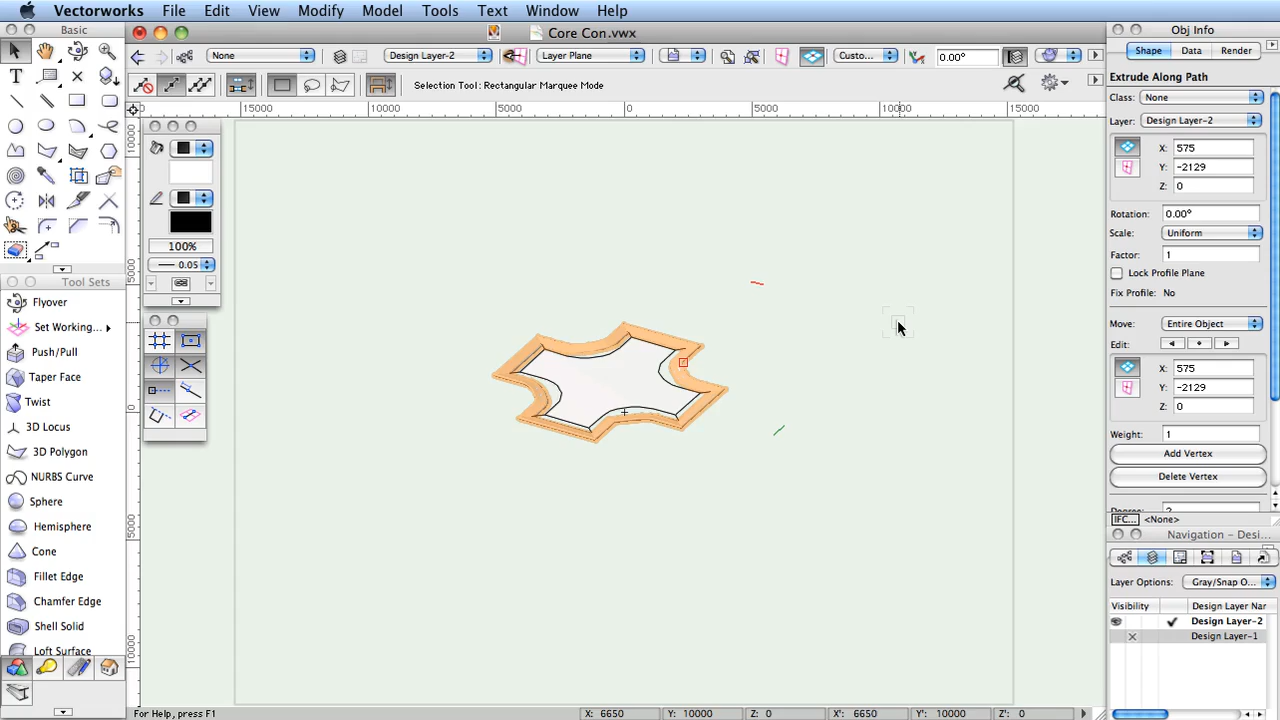 Vectorworks File Edit View Modify Model Tools Text Window Help
Basic
Core Con.vwx
Obj Info
None
Design Layer-2
Layer Plane
Custo...
0.00°
Shape Data Render
Selection Tool: Rectangular Marquee Mode
Extrude Along Path
Class: None
Layer: Design Layer-2
15000 10000 5000 0 5000 10000 15000
10000
5000
0
5000
10000
X: 575
Y: -2129
Z: 0
Rotation: 0.00°
Scale: Uniform
Factor: 1
Lock Profile Plane
Fix Profile: No
Move: Entire Object
Edit:
X: 575
Y: -2129
Z: 0
Weight: 1
Add Vertex
Delete Vertex
IFC... <None>
100%
0.05
Tool Sets
Flyover
Set Working...
Push/Pull
Taper Face
Twist
3D Locus
3D Polygon
NURBS Curve
Sphere
Hemisphere
Cone
Fillet Edge
Chamfer Edge
Shell Solid
Loft Surface
Navigation - Desi...
Layer Options: Gray/Snap O...
Visibility Design Layer Nar
Design Layer-2
Design Layer-1
For Help, press F1
X: 6650 Y: 10000 Z: 0 X': 6650 Y': 10000 Z': 0